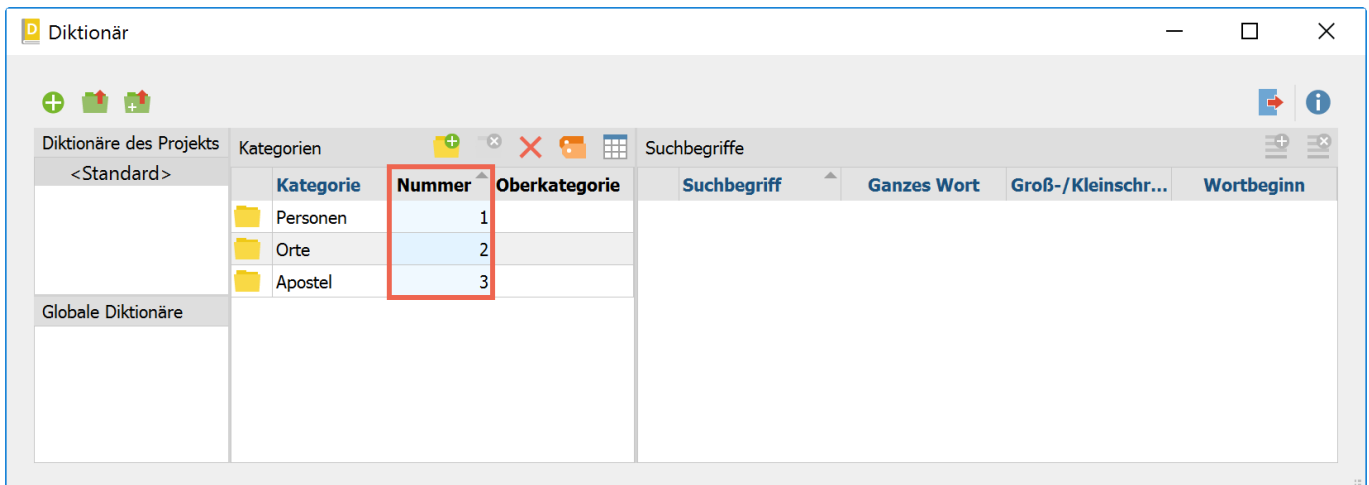 D Diktionär
Diktionäre des Projekts
<Standard>
Globale Diktionäre
Kategorien
Kategorie Nummer Oberkategorie
Personen 1
Orte 2
Apostel 3
Suchbegriffe
Suchbegriff Ganzes Wort Groß-/Kleinschr... Wortbeginn